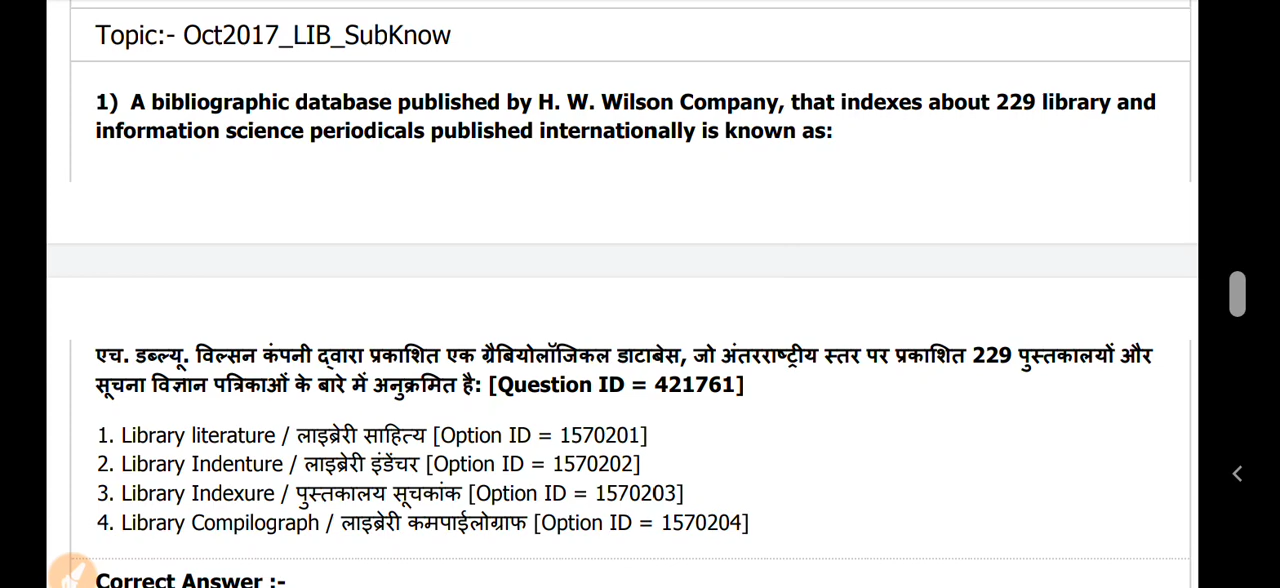 Topic:- Oct2017_LIB_SubKnow
1) A bibliographic database published by H. W. Wilson Company, that indexes about 229 library and
information science periodicals published internationally is known as:
एच. डब्ल्यू. विल्सन कंपनी द्वारा प्रकाशित एक ग्रैबियोलॉजिकल डाटाबेस, जो अंतरराष्ट्रीय स्तर पर प्रकाशित 229 पुस्तकालयों और
सूचना विज्ञान पत्रिकाओं के बारे में अनुक्रमित है: [Question ID = 421761]
1. Library literature / लाइब्रेरी साहित्य [Option ID = 1570201]
2. Library Indenture / लाइब्रेरी इंडेंचर [Option ID = 1570202]
3. Library Indexure / पुस्तकालय सूचकांक [Option ID = 1570203]
4. Library Compilograph / लाइब्रेरी कमपाईलोग्राफ [Option ID = 1570204]
Correct Answer :-